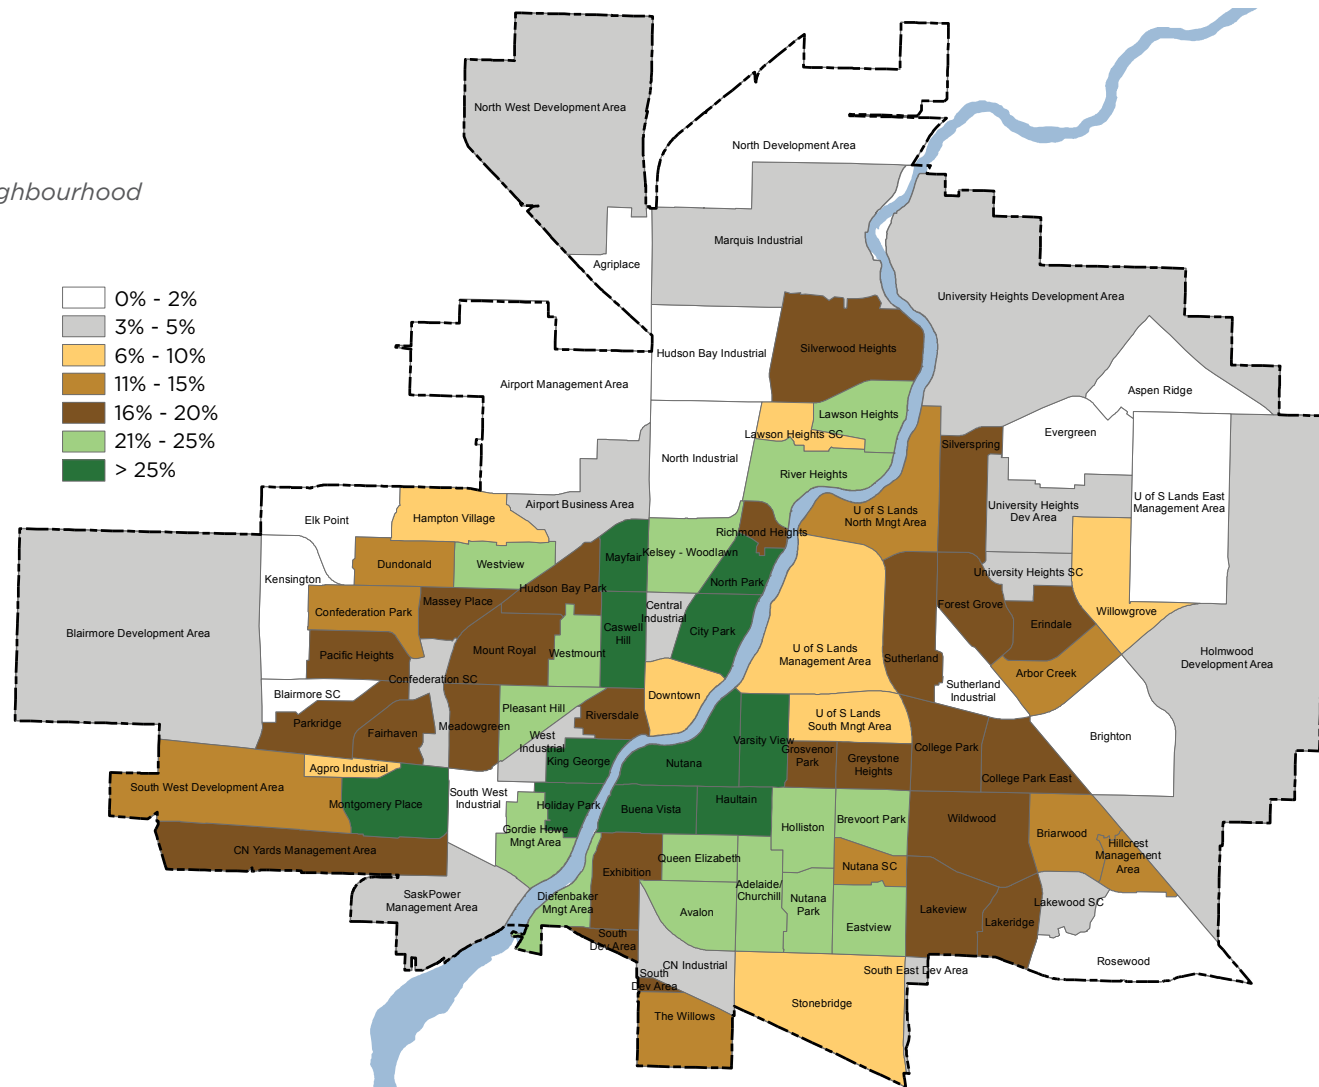 ghbourhood
0% - 2%
3% - 5%
6% - 10%
11% - 15%
16% - 20%
21% - 25%
> 25%
North West Development Area
North Development Area
Marquis Industrial
Agriplace
University Heights Development Area
Hudson Bay Industrial
Silverwood Heights
Airport Management Area
Aspen Ridge
Lawson Heights
Lawson Heights SC
Evergreen
Silverspring
North Industrial
River Heights
U of S Lands East
Management Area
Airport Business Area
University Heights
Dev Area
U of S Lands
North Mngt Area
Hampton Village
Elk Point
Richmond Heights
Kelsey - Woodlawn
Mayfair
Dundonald
Westview
Kensington
North Park
University Heights SC
Hudson Bay Park
Massey Place
Confederation Park
Central
Industrial
Forest Grove
Willowgrove
Erindale
Caswell
Hill
City Park
Blairmore Development Area
Mount Royal
Westmount
Pacific Heights
U of S Lands
Management Area
Sutherland
Holmwood
Development Area
Arbor Creek
Confederation SC
Sutherland
Industrial
Blairmore SC
Downtown
Pleasant Hill
Riversdale
Parkridge
Fairhaven
Meadowgreen
U of S Lands
South Mngt Area
West
Industrial
Varsity View
Brighton
Grosvenor
Park
College Park
Greystone
Heights
King George
Nutana
Agpro Industrial
College Park East
South West Development Area
South West
Industrial
Montgomery Place
Holiday Park
Buena Vista
Haultain
Holliston
Brevoort Park
Wildwood
Gordie Howe
Mngt Area
Briarwood
Hillcrest
Management
Area
CN Yards Management Area
Queen Elizabeth
Nutana SC
Exhibition
Adelaide/
Churchill
SaskPower
Management Area
Diefenbaker
Mngt Area
Avalon
Nutana
Park
Lakeview
Lakewood SC
Lakeridge
Eastview
South
Dev Area
CN Industrial
South East Dev Area
Rosewood
South
Dev Area
Stonebridge
The Willows